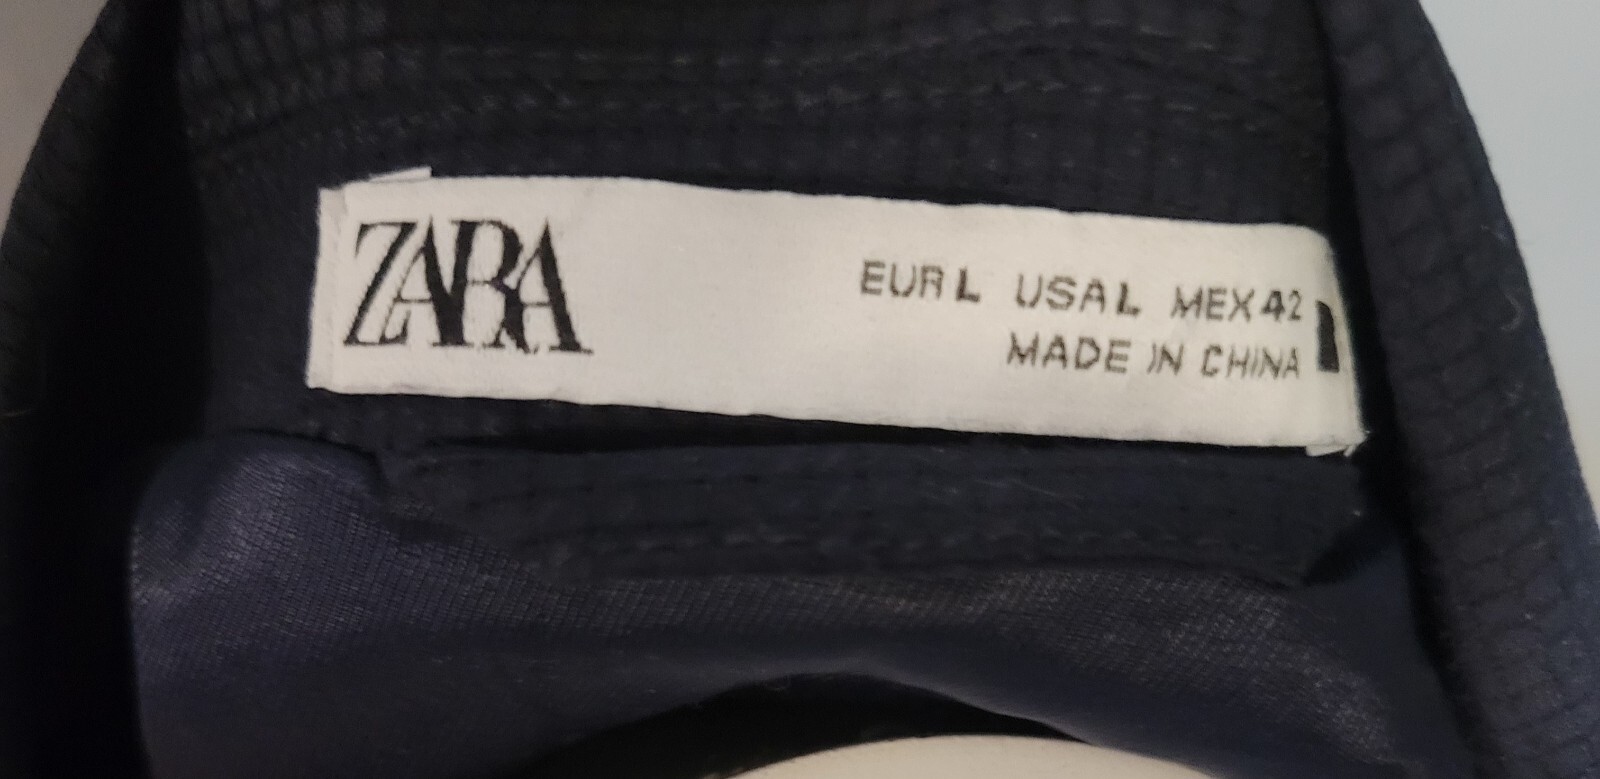 ZARA
EUR L USA L MEX 42
MADE IN CHINA